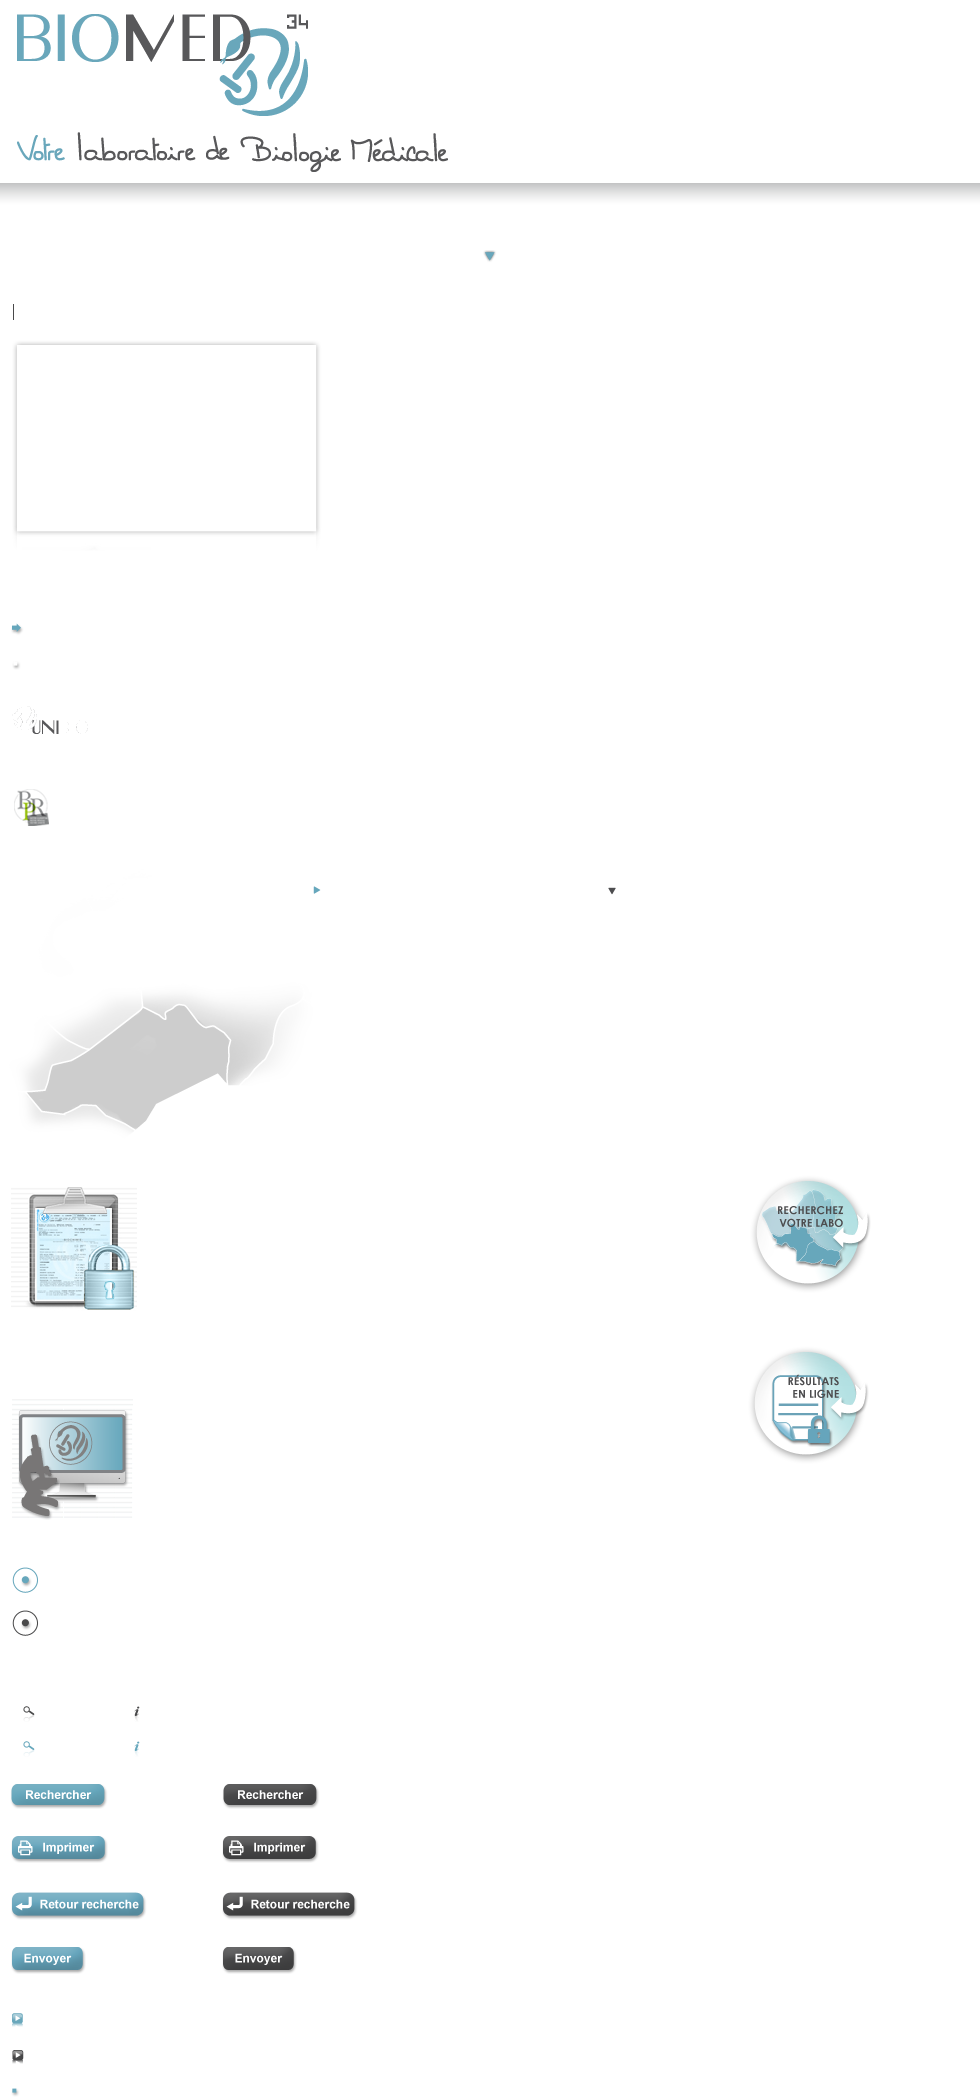 BIOMED 34
Votre laboratoire de Biologie Médicale
UNI
BPR
RECHERCHEZ
VOTRE LABO
RÉSULTATS
EN LIGNE
i
i
Rechercher
Rechercher
Imprimer
Imprimer
Retour recherche
Retour recherche
Envoyer
Envoyer